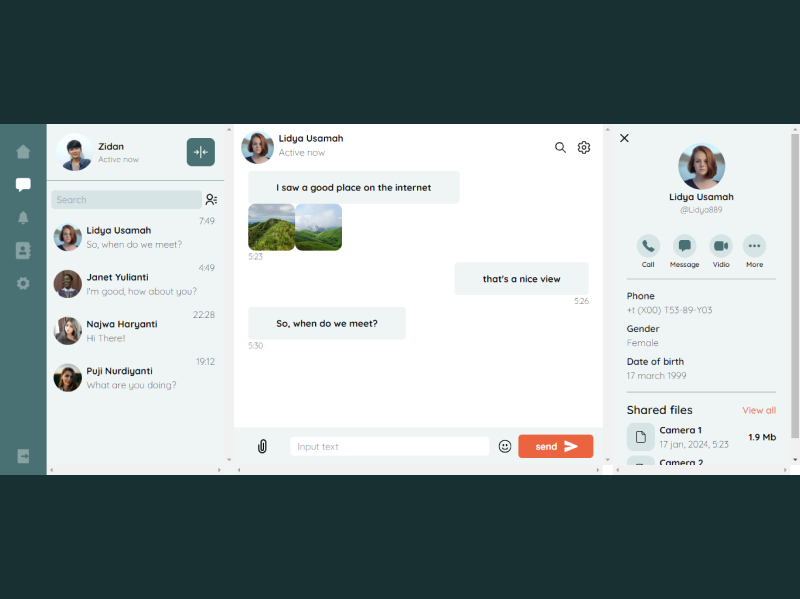 Zidan
Active now
Search
Lidya Usamah
7:49
So, when do we meet?
Janet Yulianti
4:49
I'm good, how about you?
Najwa Haryanti
22:28
Hi There!
Puji Nurdiyanti
19:12
What are you doing?
Lidya Usamah
Active now
I saw a good place on the internet
5:23
that's a nice view
5:26
So, when do we meet?
5:30
Input text
send
Lidya Usamah
@Lidya889
Call Message Vidio More
Phone
+1 (X00) T53-89-Y03
Gender
Female
Date of birth
17 march 1999
Shared files View all
Camera 1
17 jan, 2024, 5:23
1.9 Mb
Camera 2